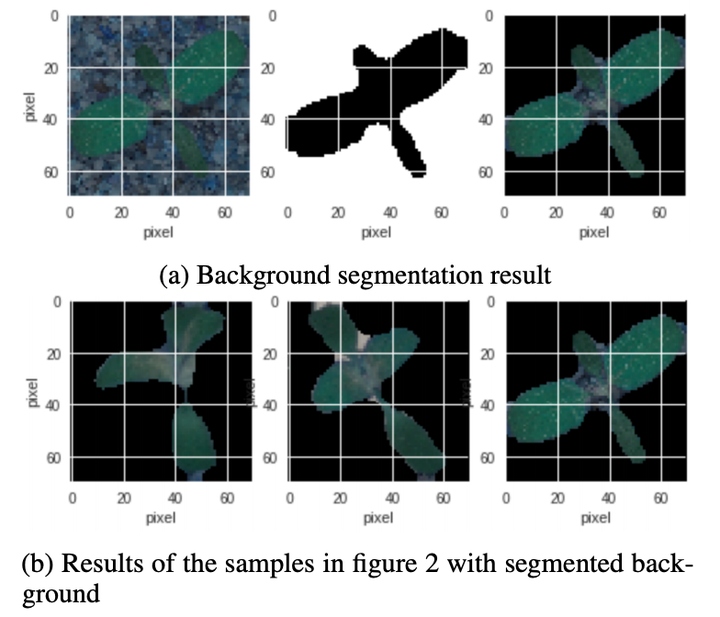 0 0 0
20 20 20
pixel
40 40 40
60 60 60
0 20 40 60 0 20 40 60 0 20 40 60
pixel pixel pixel
(a) Background segmentation result
0 0 0
20 20 20
pixel
40 40 40
60 60 60
0 20 40 60 0 20 40 60 0 20 40 60
pixel pixel pixel
(b) Results of the samples in figure 2 with segmented back-
ground